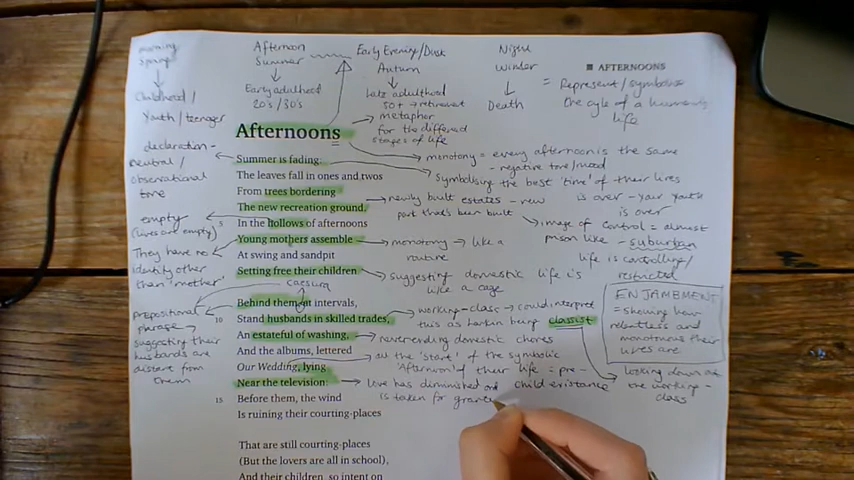 morning
Spring
Childhood /
Youth / teenager
Afternoon
Summer
Early adulhood
20's / 30's
Early Evening / Dusk
Autumn
Late adulthood
50+ → retirement
metaphor
for the different
stages of life
Night
Winter
Death
■ AFTERNOONS
= Represent / symbolise
the cycle of a human's
life
Afternoons
declaration -
neutral /
observational
tone
empty
(lives are empty)
They have no
identity other
than 'mother'
prepositional
phrase →
suggesting their
husbands are
distant from
them
Summer is fading:
The leaves fall in ones and twos
From trees bordering
The new recreation ground,
5 In the hollows of afternoons
Young mothers assemble
At swing and sandpit
Setting free their children
caesura
Behind them, at intervals,
10 Stand husbands in skilled trades,
An estateful of washing,
And the albums, lettered
Our Wedding, lying
Near the television:
15 Before them, the wind
Is ruining their courting-places
That are still courting-places
(But the lovers are all in school),
And their children, so intent on
monotony = every afternoon is the same
- negative tone / mood
Symbolising the best 'time' of their lives
is over - your youth
is over
newly built estates - new
part that's been built
image of control = almost
prison like - suburban
life is controlling /
restricted
monotony → like a
routine
suggesting domestic life is
like a cage
working-class → could interpret
this as Larkin being classist
neverending domestic chores
at the 'start' of the symbolic
'Afternoon' of their life = pre-
child existance
love has diminished and
is taken for grante
ENJAMBMENT
= showing how
relentless and
monotonous their
lives are
looking down at
the working-
class